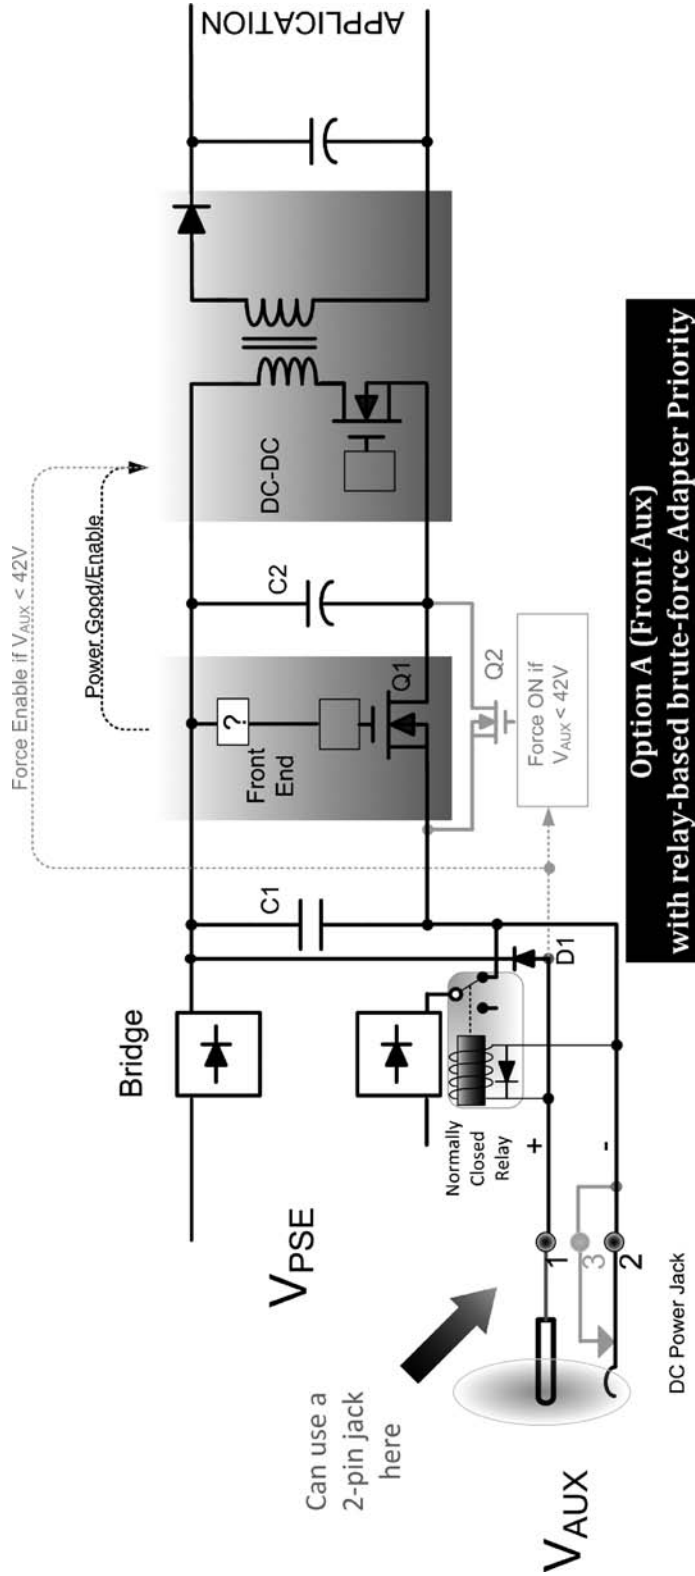 Force Enable if VAUX < 42V
Power Good/Enable
APPLICATION
Bridge
C1
?
Front
End
Q1
C2
DC-DC
VPSE
Normally
Closed
Relay
D1
Q2
Force ON if
VAUX < 42V
+
-
1
3
2
Can use a
2-pin jack
here
VAUX
DC Power Jack
Option A (Front Aux)
with relay-based brute-force Adapter Priority